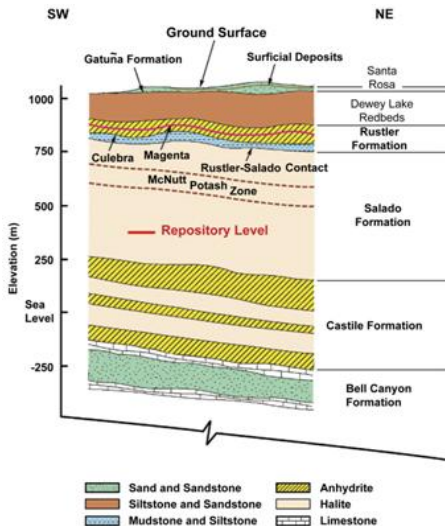 SW
NE
Ground Surface
Gatuña Formation
Surficial Deposits
Santa
Rosa
1000
Dewey Lake
Redbeds
Rustler
Formation
750
Culebra
Magenta
Rustler-Salado Contact
McNutt
Potash
Zone
500
Salado
Formation
Repository Level
Elevation (m)
250
Sea
Level
Castile Formation
-250
Bell Canyon
Formation
Sand and Sandstone
Anhydrite
Siltstone and Sandstone
Halite
Mudstone and Siltstone
Limestone